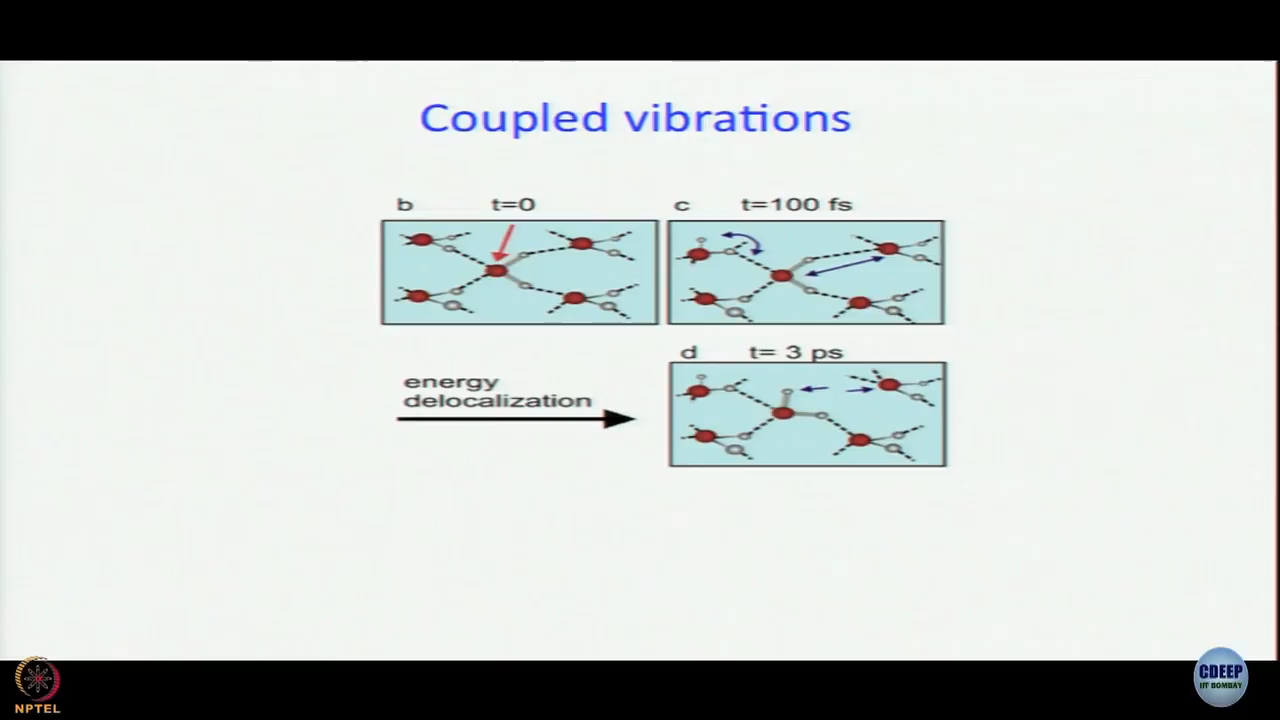 Coupled vibrations
b t=0
c t=100 fs
d t= 3 ps
energy
delocalization
NPTEL
CDEEP
IIT BOMBAY